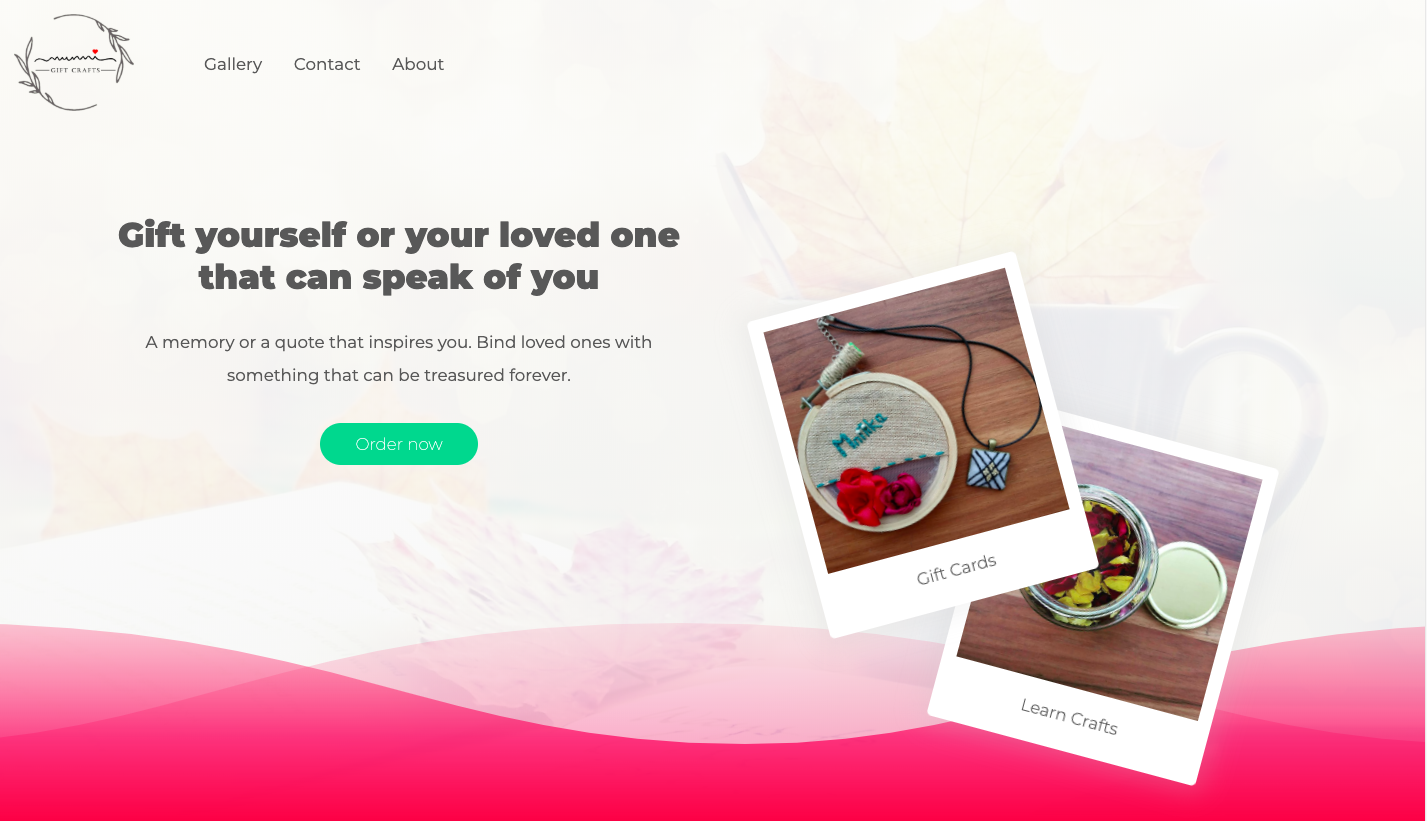 mummi
GIFT CRAFTS
Gallery
Contact
About
Gift yourself or your loved one
that can speak of you
A memory or a quote that inspires you. Bind loved ones with
something that can be treasured forever.
Order now
Gift Cards
Learn Crafts